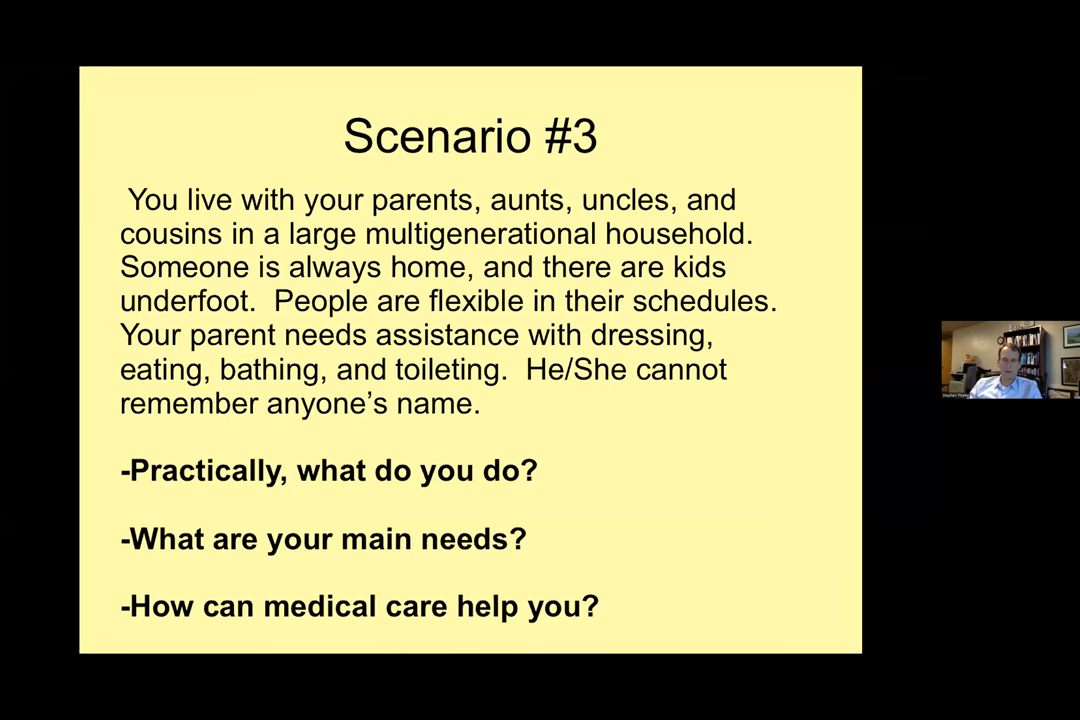 Scenario #3
You live with your parents, aunts, uncles, and
cousins in a large multigenerational household.
Someone is always home, and there are kids
underfoot.  People are flexible in their schedules.
Your parent needs assistance with dressing,
eating, bathing, and toileting.  He/She cannot
remember anyone’s name.
-Practically, what do you do?
-What are your main needs?
-How can medical care help you?
Stephen